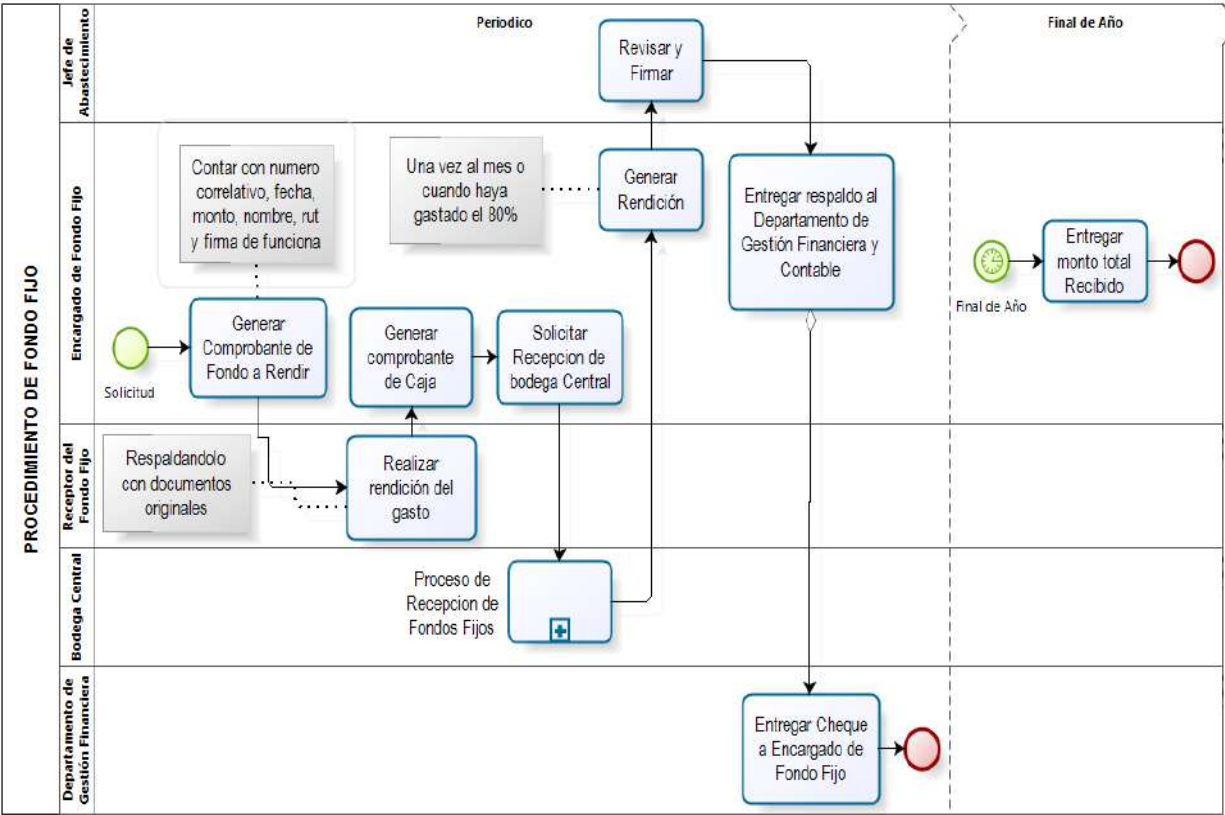 PROCEDIMIENTO DE FONDO FIJO
Periodico
Final de Año
Jefe de
Abastecimiento
Revisar y
Firmar
Encargado de Fondo Fijo
Contar con numero
correlativo, fecha,
monto, nombre, rut
y firma de funciona
Una vez al mes o
cuando haya
gastado el 80%
Generar
Rendición
Entregar respaldo al
Departamento de
Gestión Financiera y
Contable
Final de Año
Entregar
monto total
Recibido
Solicitud
Generar
Comprobante de
Fondo a Rendir
Generar
comprobante
de Caja
Solicitar
Recepcion de
bodega Central
Receptor del
Fondo Fijo
Respaldandolo
con documentos
originales
Realizar
rendición del
gasto
Bodega Central
Proceso de
Recepcion de
Fondos Fijos
Departamento de
Gestión Financiera
Entregar Cheque
a Encargado de
Fondo Fijo